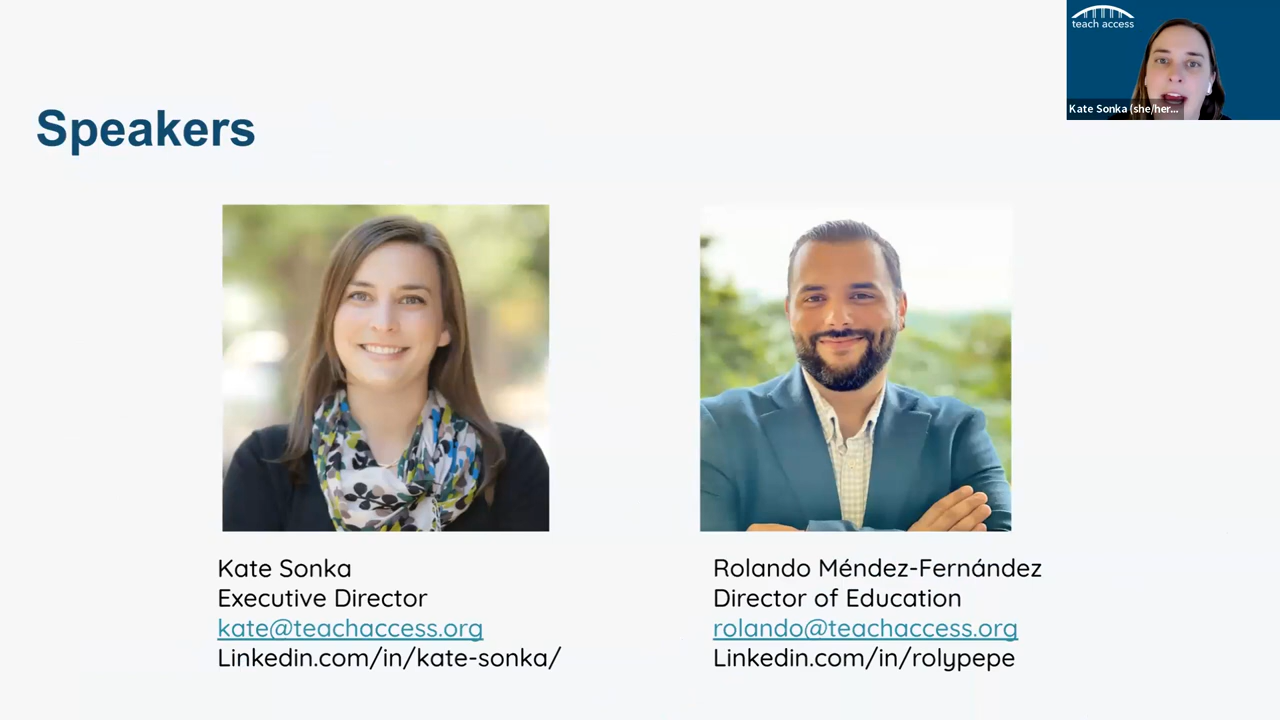 teach access
Kate Sonka (she/her...
Speakers
Kate Sonka
Executive Director
kate@teachaccess.org
Linkedin.com/in/kate-sonka/
Rolando Méndez-Fernández
Director of Education
rolando@teachaccess.org
Linkedin.com/in/rolypepe